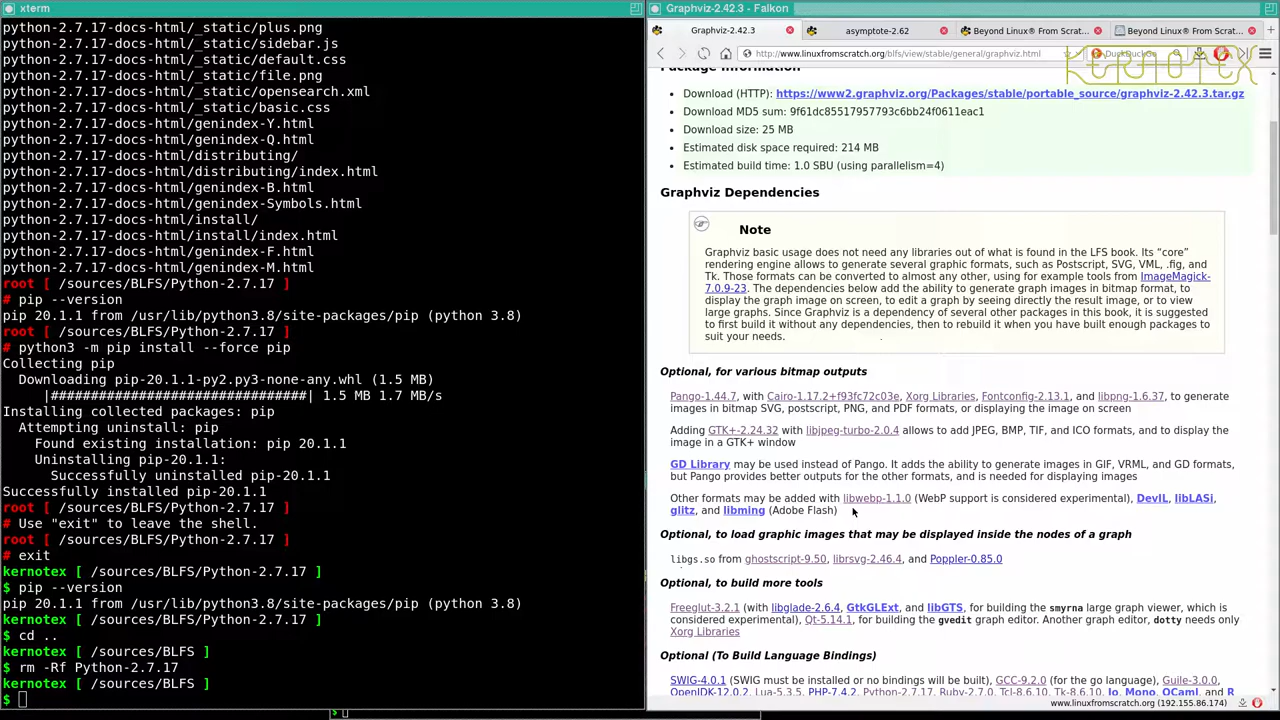 xterm
python-2.7.17-docs-html/_static/plus.png
python-2.7.17-docs-html/_static/sidebar.js
python-2.7.17-docs-html/_static/default.css
python-2.7.17-docs-html/_static/file.png
python-2.7.17-docs-html/_static/opensearch.xml
python-2.7.17-docs-html/_static/basic.css
python-2.7.17-docs-html/genindex-Y.html
python-2.7.17-docs-html/genindex-Q.html
python-2.7.17-docs-html/distributing/
python-2.7.17-docs-html/distributing/index.html
python-2.7.17-docs-html/genindex-B.html
python-2.7.17-docs-html/genindex-Symbols.html
python-2.7.17-docs-html/install/
python-2.7.17-docs-html/install/index.html
python-2.7.17-docs-html/genindex-F.html
python-2.7.17-docs-html/genindex-M.html
root [ /sources/BLFS/Python-2.7.17 ]
# pip --version
pip 20.1.1 from /usr/lib/python3.8/site-packages/pip (python 3.8)
root [ /sources/BLFS/Python-2.7.17 ]
# python3 -m pip install --force pip
Collecting pip
Downloading pip-20.1.1-py2.py3-none-any.whl (1.5 MB)
|################################| 1.5 MB 1.7 MB/s
Installing collected packages: pip
Attempting uninstall: pip
Found existing installation: pip 20.1.1
Uninstalling pip-20.1.1:
Successfully uninstalled pip-20.1.1
Successfully installed pip-20.1.1
root [ /sources/BLFS/Python-2.7.17 ]
# Use "exit" to leave the shell.
root [ /sources/BLFS/Python-2.7.17 ]
# exit
kernotex [ /sources/BLFS/Python-2.7.17 ]
$ pip --version
pip 20.1.1 from /usr/lib/python3.8/site-packages/pip (python 3.8)
kernotex [ /sources/BLFS/Python-2.7.17 ]
$ cd ..
kernotex [ /sources/BLFS ]
$ rm -Rf Python-2.7.17
kernotex [ /sources/BLFS ]
$
$
Graphviz-2.42.3 - Falkon
Graphviz-2.42.3 asymptote-2.62 Beyond Linux® From Scrat... Beyond Linux® From Scrat...
http://www.linuxfromscratch.org/blfs/view/stable/general/graphviz.html DuckDuckGo
KERNOTEX
Package Information
• Download (HTTP): https://www2.graphviz.org/Packages/stable/portable_source/graphviz-2.42.3.tar.gz
• Download MD5 sum: 9f61dc85517957793c6bb24f0611eac1
• Download size: 25 MB
• Estimated disk space required: 214 MB
• Estimated build time: 1.0 SBU (using parallelism=4)
Graphviz Dependencies
Note
Graphviz basic usage does not need any libraries out of what is found in the LFS book. Its “core”
rendering engine allows to generate several graphic formats, such as Postscript, SVG, VML, .fig, and
Tk. Those formats can be converted to almost any other, using for example tools from ImageMagick-
7.0.9-23. The dependencies below add the ability to generate graph images in bitmap format, to
display the graph image on screen, to edit a graph by seeing directly the result image, or to view
large graphs. Since Graphviz is a dependency of several other packages in this book, it is suggested
to first build it without any dependencies, then to rebuild it when you have built enough packages to
suit your needs.
Optional, for various bitmap outputs
Pango-1.44.7, with Cairo-1.17.2+f93fc72c03e, Xorg Libraries, Fontconfig-2.13.1, and libpng-1.6.37, to generate
images in bitmap SVG, postscript, PNG, and PDF formats, or displaying the image on screen
Adding GTK+-2.24.32 with libjpeg-turbo-2.0.4 allows to add JPEG, BMP, TIF, and ICO formats, and to display the
image in a GTK+ window
GD Library may be used instead of Pango. It adds the ability to generate images in GIF, VRML, and GD formats,
but Pango provides better outputs for the other formats, and is needed for displaying images
Other formats may be added with libwebp-1.1.0 (WebP support is considered experimental), DevIL, libLASi,
glitz, and libming (Adobe Flash)
Optional, to load graphic images that may be displayed inside the nodes of a graph
libgs.so from ghostscript-9.50, librsvg-2.46.4, and Poppler-0.85.0
Optional, to build more tools
Freeglut-3.2.1 (with libglade-2.6.4, GtkGLExt, and libGTS, for building the smyrna large graph viewer, which is
considered experimental), Qt-5.14.1, for building the gvedit graph editor. Another graph editor, dotty needs only
Xorg Libraries
Optional (To Build Language Bindings)
SWIG-4.0.1 (SWIG must be installed or no bindings will be built), GCC-9.2.0 (for the go language), Guile-3.0.0,
OpenJDK-12.0.2, Lua-5.3.5, PHP-7.4.2, Python-2.7.17, Ruby-2.7.0, Tcl-8.6.10, Tk-8.6.10, Io, Mono, OCaml, and R
www.linuxfromscratch.org (192.155.86.174)